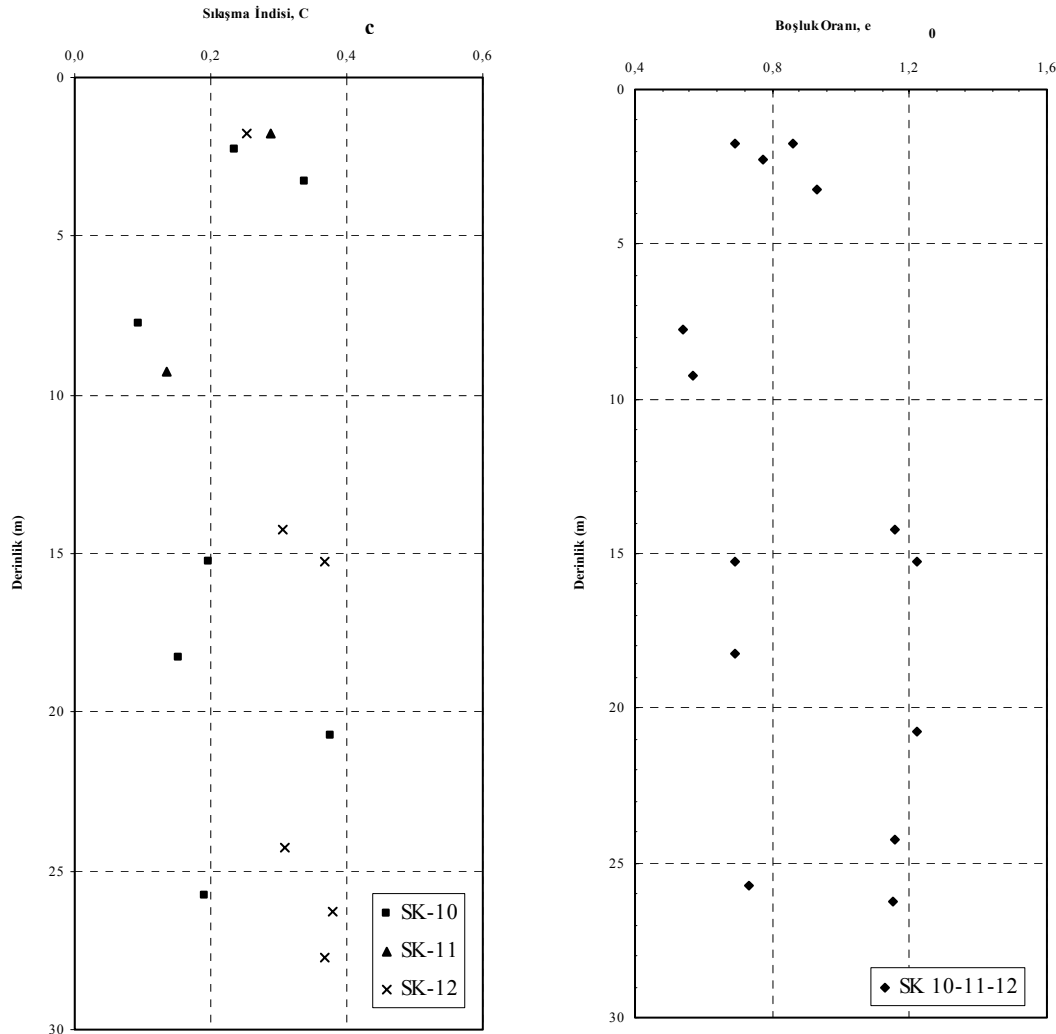 Sıkışma İndisi, C
c
0,0 0,2 0,4 0,6
0
5
10
15
20
25
30
Derinlik (m)
SK-10
SK-11
SK-12
Boşluk Oranı, e
0
0,4 0,8 1,2 1,6
0
5
10
15
20
25
30
Derinlik (m)
SK 10-11-12